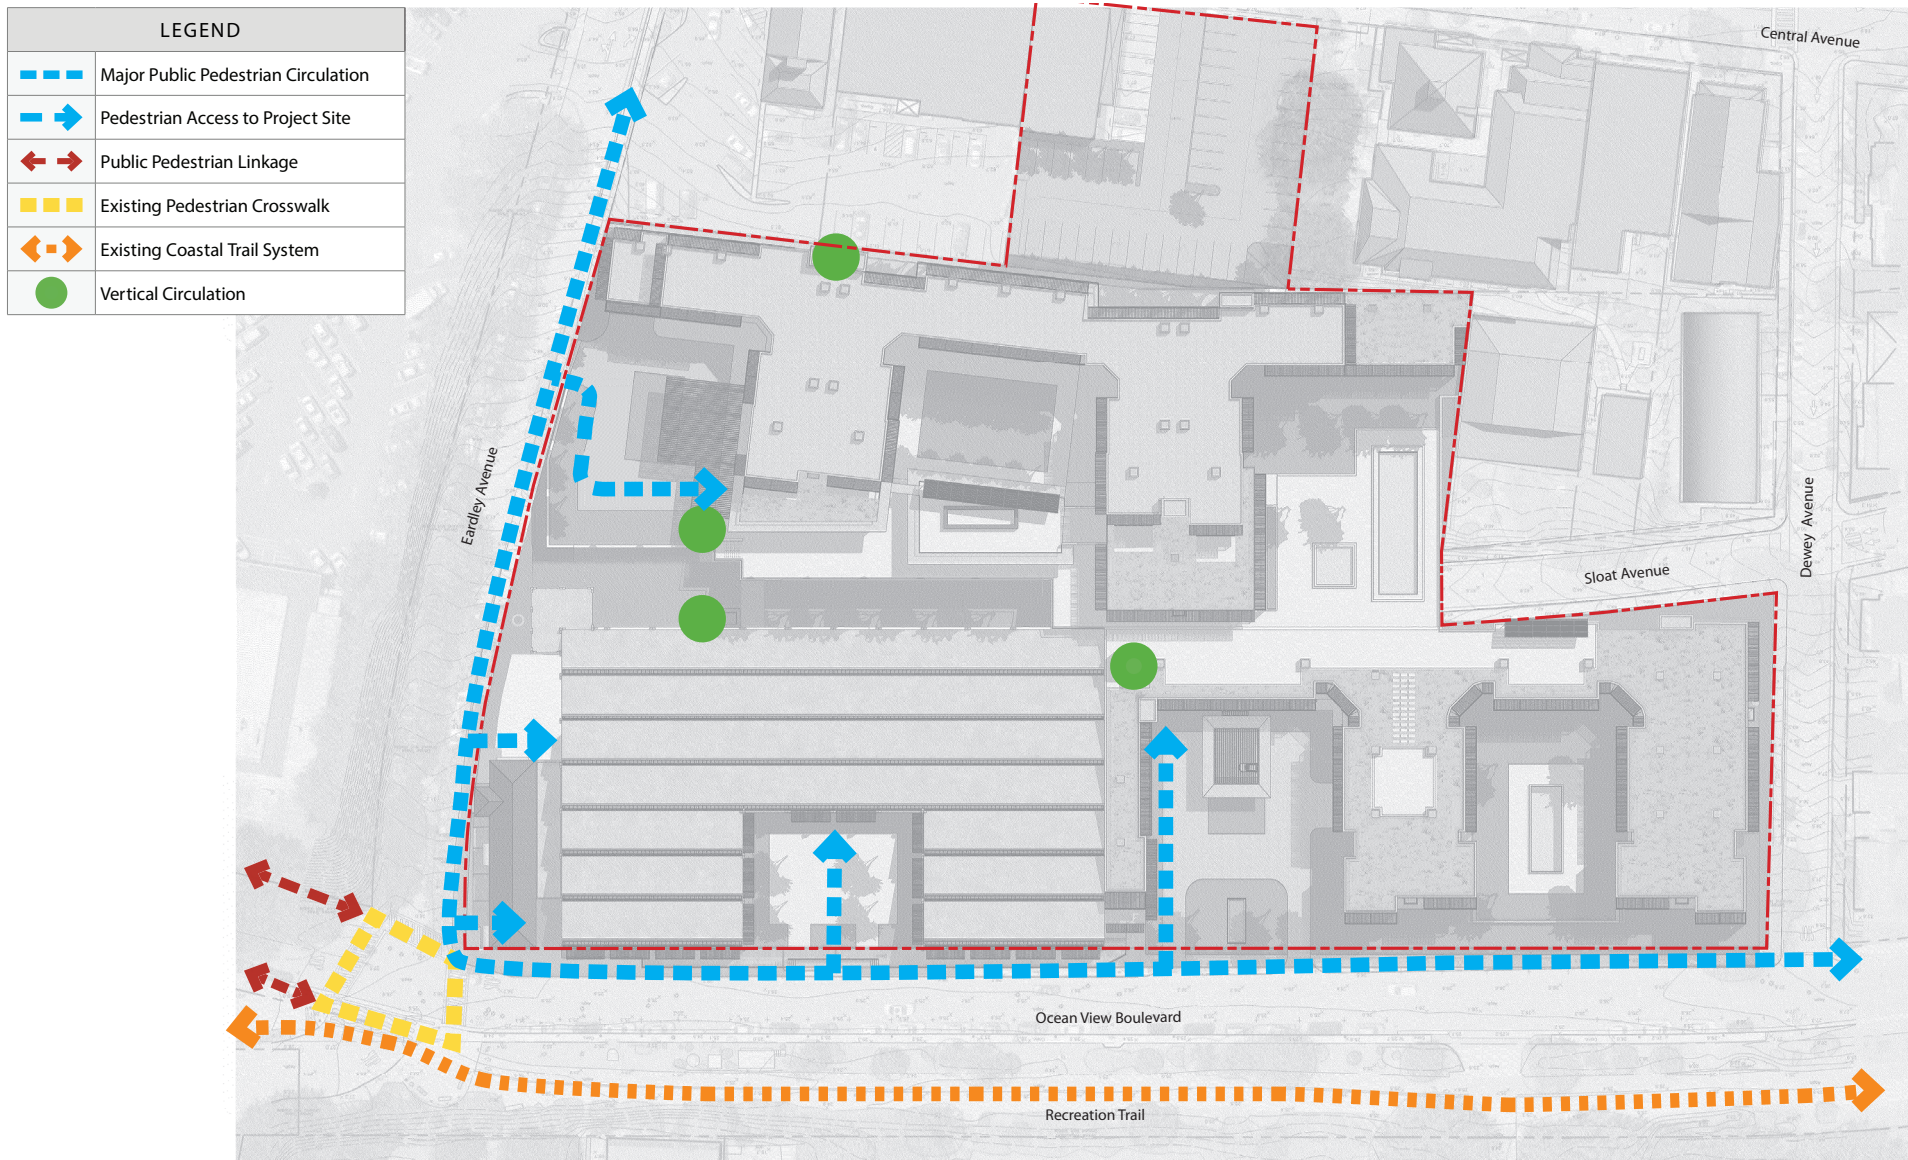 LEGEND
Major Public Pedestrian Circulation
Pedestrian Access to Project Site
Public Pedestrian Linkage
Existing Pedestrian Crosswalk
Existing Coastal Trail System
Vertical Circulation
Central Avenue
Eardley Avenue
Dewey Avenue
Sloat Avenue
Ocean View Boulevard
Recreation Trail